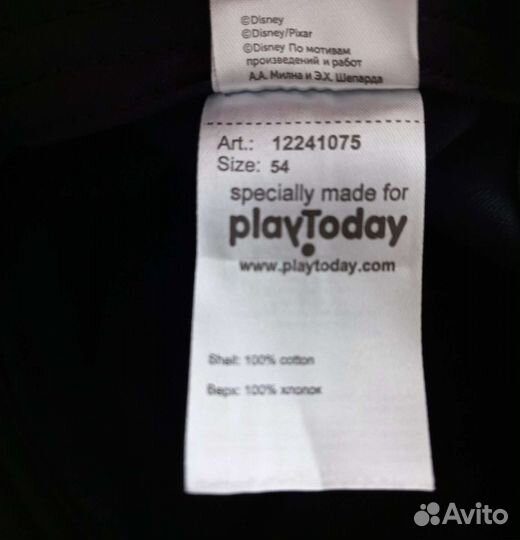 ©Disney
©Disney/Pixar
©Disney По мотивам
произведений и работ
А.А. Милна и Э.Х. Шепарда
Art.: 12241075
Size: 54
specially made for
playToday
www.playtoday.com
Shell: 100% cotton
Верх: 100% хлопок
Avito